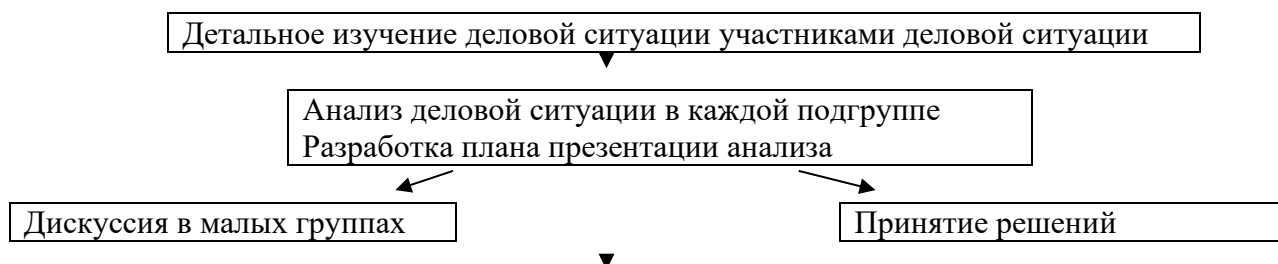 Детальное изучение деловой ситуации участниками деловой ситуации
Анализ деловой ситуации в каждой подгруппе
Разработка плана презентации анализа
Дискуссия в малых группах
Принятие решений